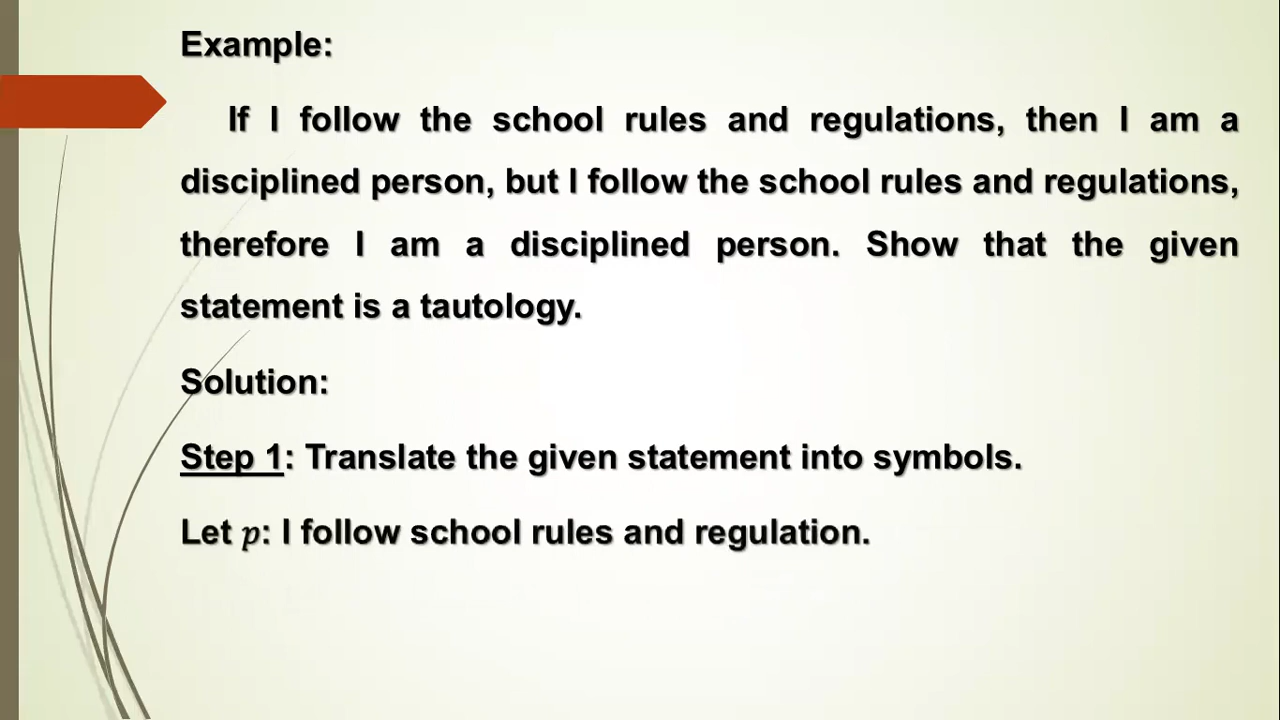 Example:
If I follow the school rules and regulations, then I am a
disciplined person, but I follow the school rules and regulations,
therefore I am a disciplined person. Show that the given
statement is a tautology.
Solution:
Step 1: Translate the given statement into symbols.
Let 𝑝: I follow school rules and regulation.